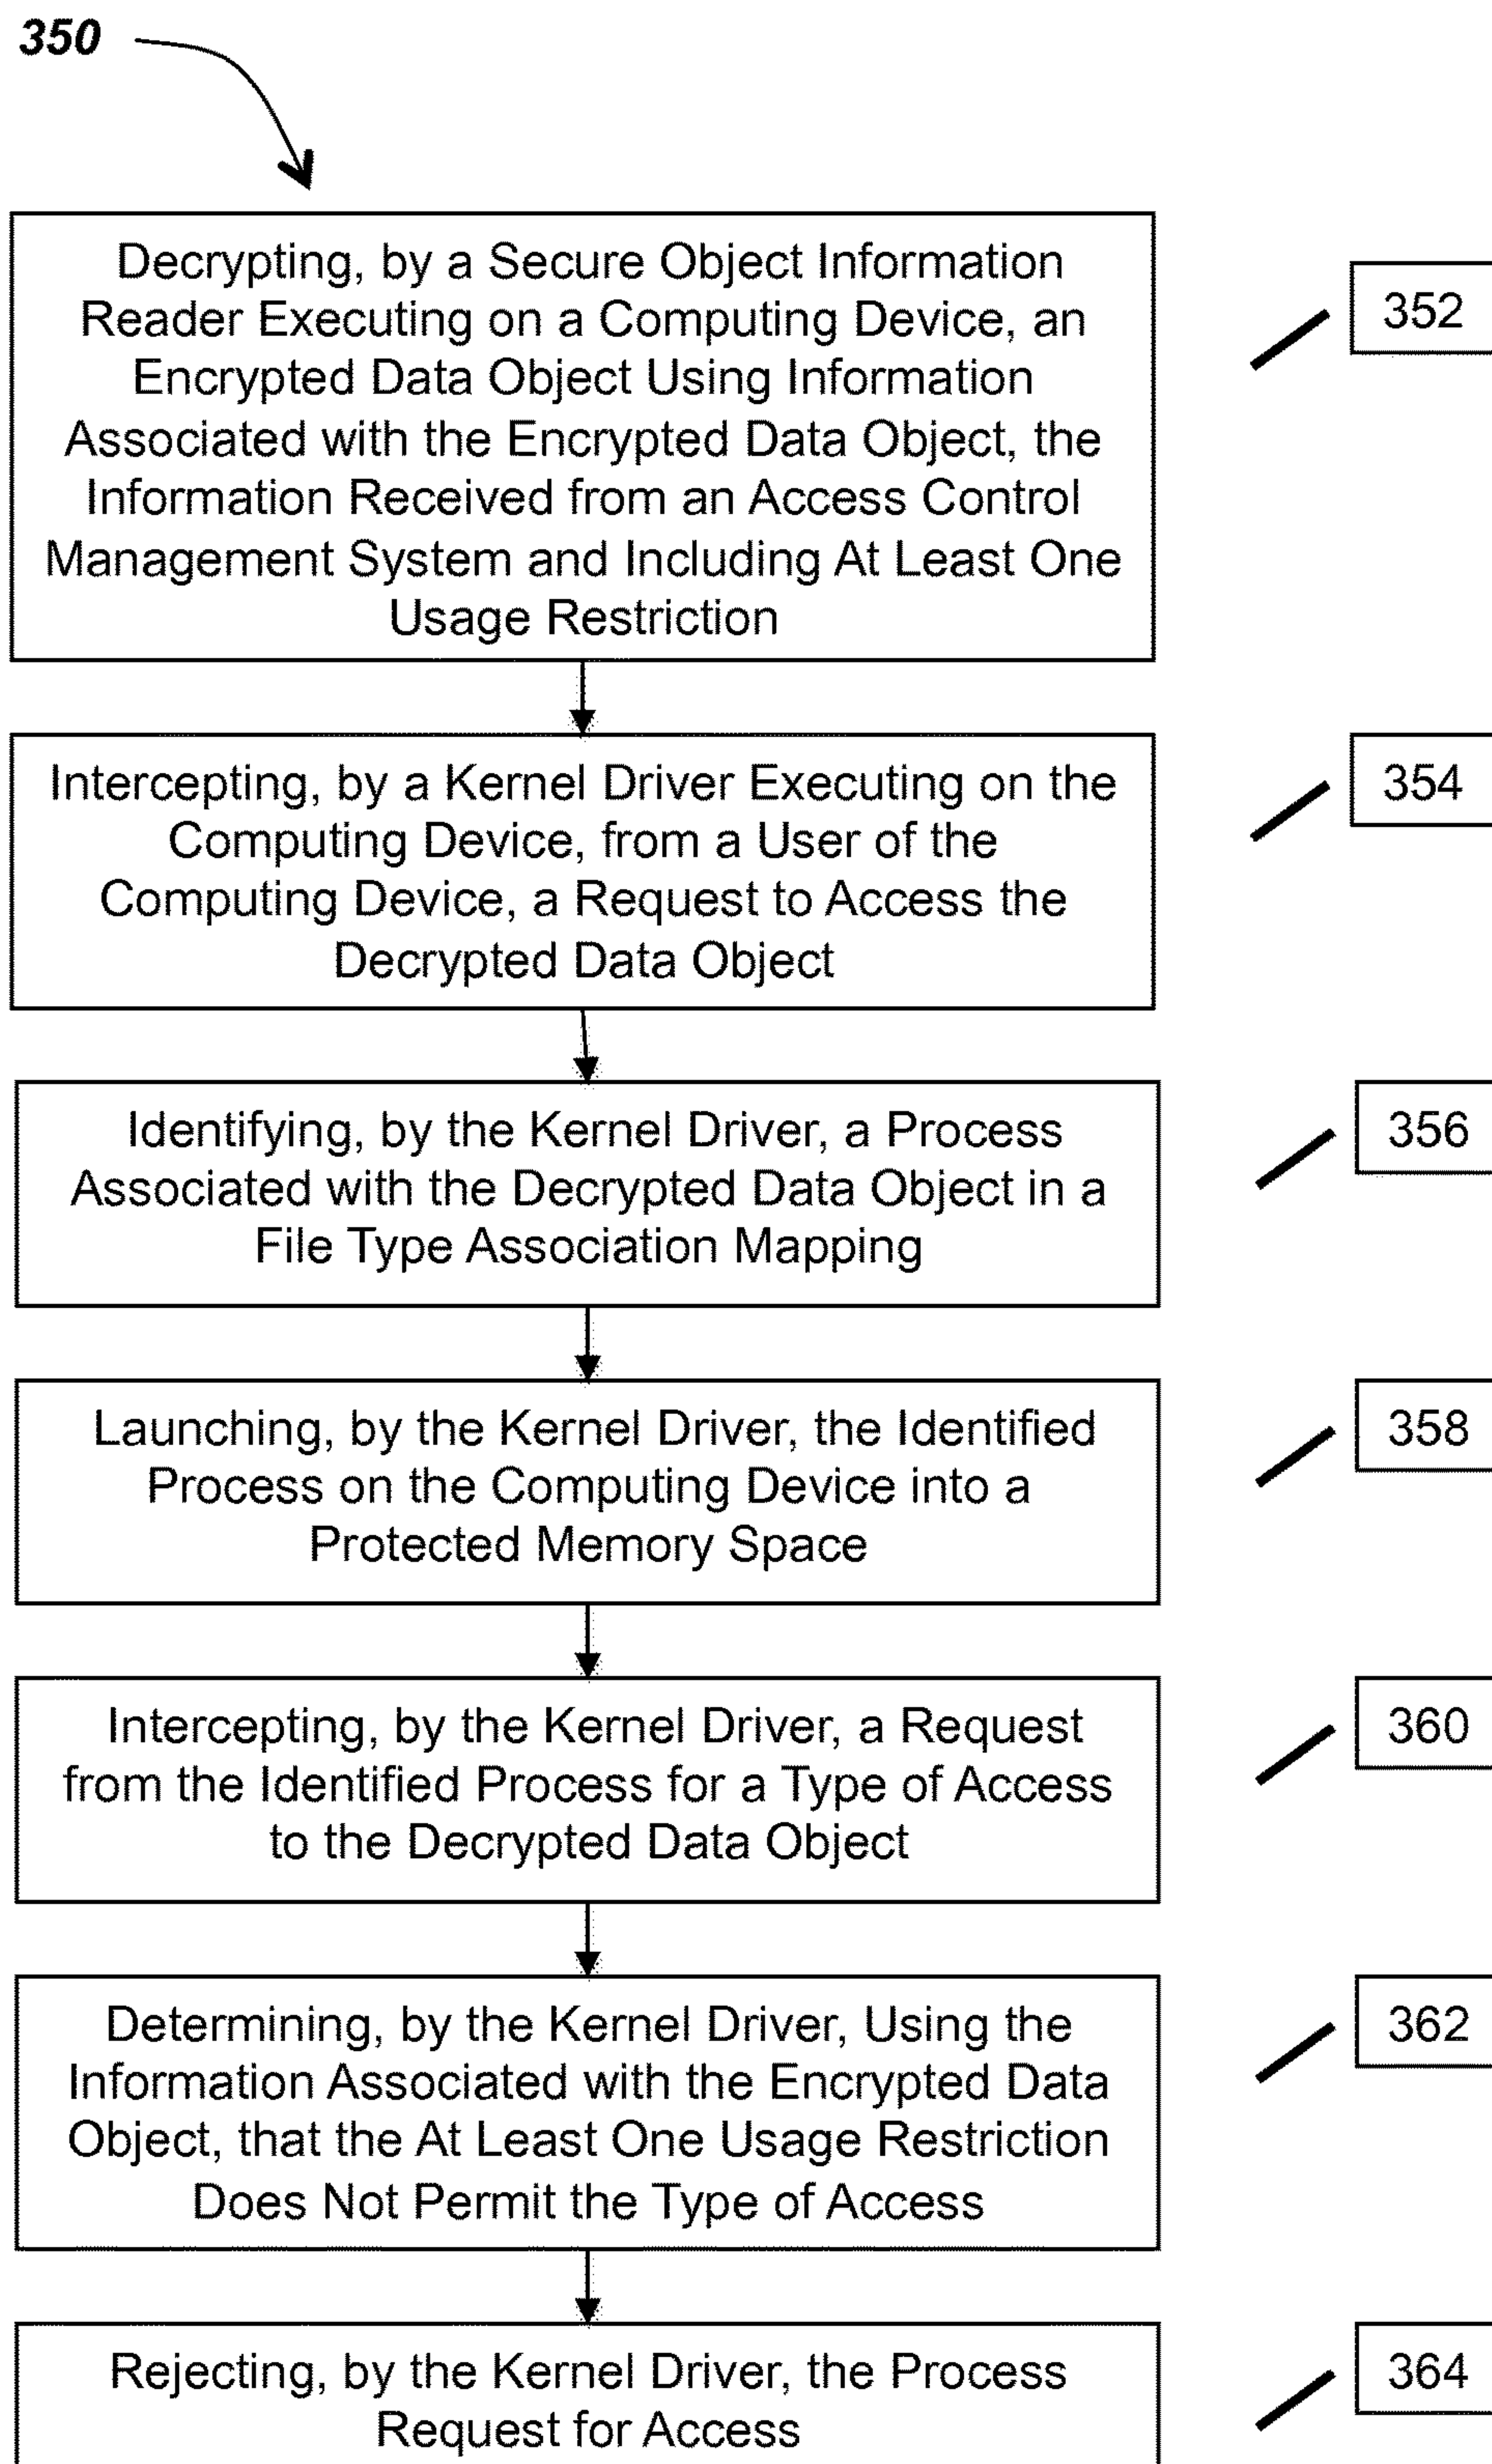 350
Decrypting, by a Secure Object Information
Reader Executing on a Computing Device, an
Encrypted Data Object Using Information
Associated with the Encrypted Data Object, the
Information Received from an Access Control
Management System and Including At Least One
Usage Restriction
352
Intercepting, by a Kernel Driver Executing on the
Computing Device, from a User of the
Computing Device, a Request to Access the
Decrypted Data Object
354
Identifying, by the Kernel Driver, a Process
Associated with the Decrypted Data Object in a
File Type Association Mapping
356
Launching, by the Kernel Driver, the Identified
Process on the Computing Device into a
Protected Memory Space
358
Intercepting, by the Kernel Driver, a Request
from the Identified Process for a Type of Access
to the Decrypted Data Object
360
Determining, by the Kernel Driver, Using the
Information Associated with the Encrypted Data
Object, that the At Least One Usage Restriction
Does Not Permit the Type of Access
362
Rejecting, by the Kernel Driver, the Process
Request for Access
364